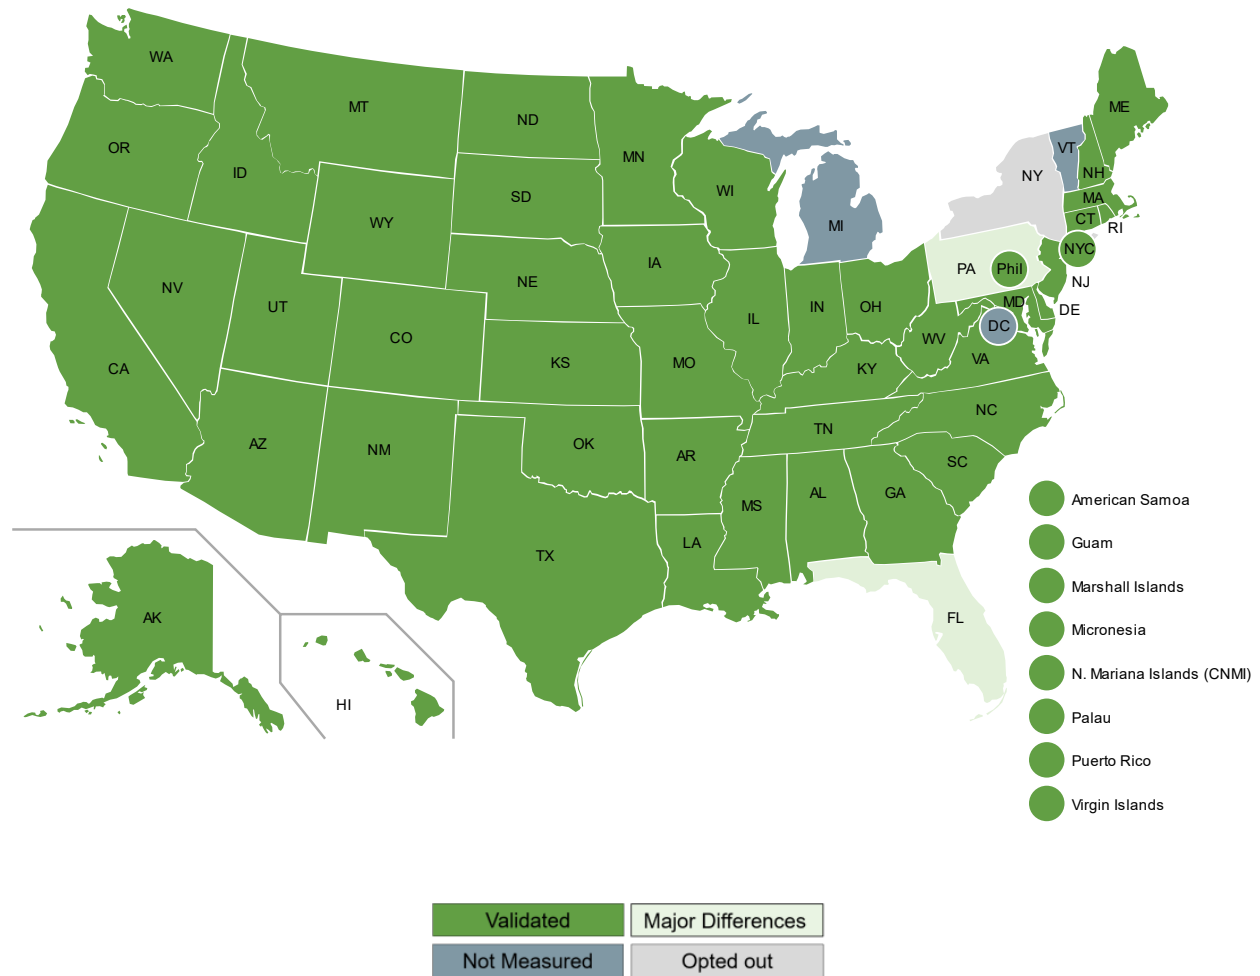 WA
MT
ND
ME
OR
MN
VT
ID
NH
NY
WI
SD
MA
WY
CT
RI
MI
NYC
IA
PA
Phil
NE
NJ
NV
MD
UT
IN
OH
DE
IL
DC
CO
WV
VA
KS
MO
CA
KY
NC
TN
AZ
OK
NM
AR
SC
AL
GA
American Samoa
MS
LA
Guam
TX
Marshall Islands
AK
FL
Micronesia
N. Mariana Islands (CNMI)
HI
Palau
Puerto Rico
Virgin Islands
Validated
Major Differences
Not Measured
Opted out